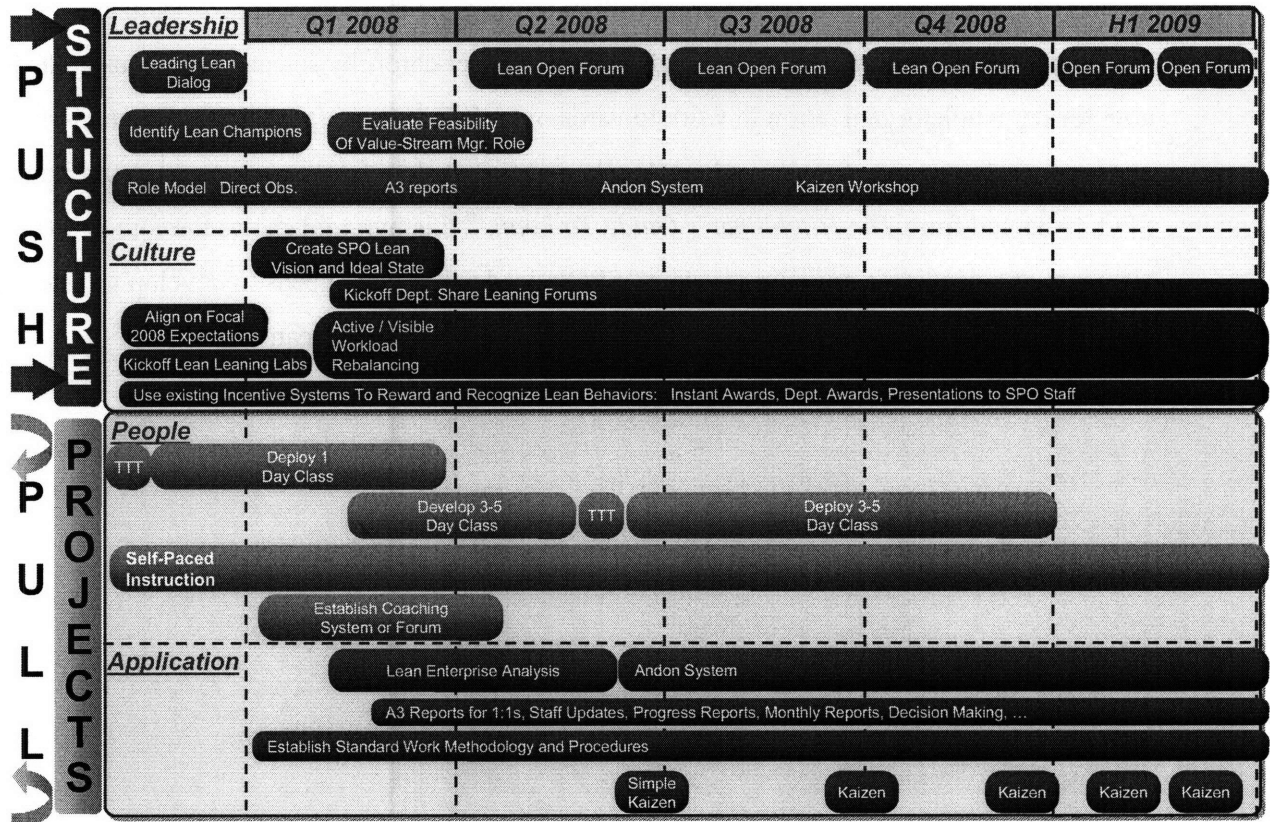 PUSH
STRUCTURE
Leadership
Q1 2008
Q2 2008
Q3 2008
Q4 2008
H1 2009
Leading Lean
Dialog
Lean Open Forum
Lean Open Forum
Lean Open Forum
Open Forum
Open Forum
Identify Lean Champions
Evaluate Feasibility
Of Value-Stream Mgr. Role
Role Model Direct Obs. A3 reports Andon System Kaizen Workshop
Culture
Create SPO Lean
Vision and Ideal State
Kickoff Dept. Share Leaning Forums
Align on Focal
2008 Expectations
Active / Visible
Workload
Rebalancing
Kickoff Lean Leaning Labs
Use existing Incentive Systems To Reward and Recognize Lean Behaviors: Instant Awards, Dept. Awards, Presentations to SPO Staff
PULL
PROJECTS
People
TTT
Deploy 1
Day Class
Develop 3-5
Day Class
TTT
Deploy 3-5
Day Class
Self-Paced
Instruction
Establish Coaching
System or Forum
Application
Lean Enterprise Analysis
Andon System
A3 Reports for 1:1s, Staff Updates, Progress Reports, Monthly Reports, Decision Making, ...
Establish Standard Work Methodology and Procedures
Simple
Kaizen
Kaizen
Kaizen
Kaizen
Kaizen